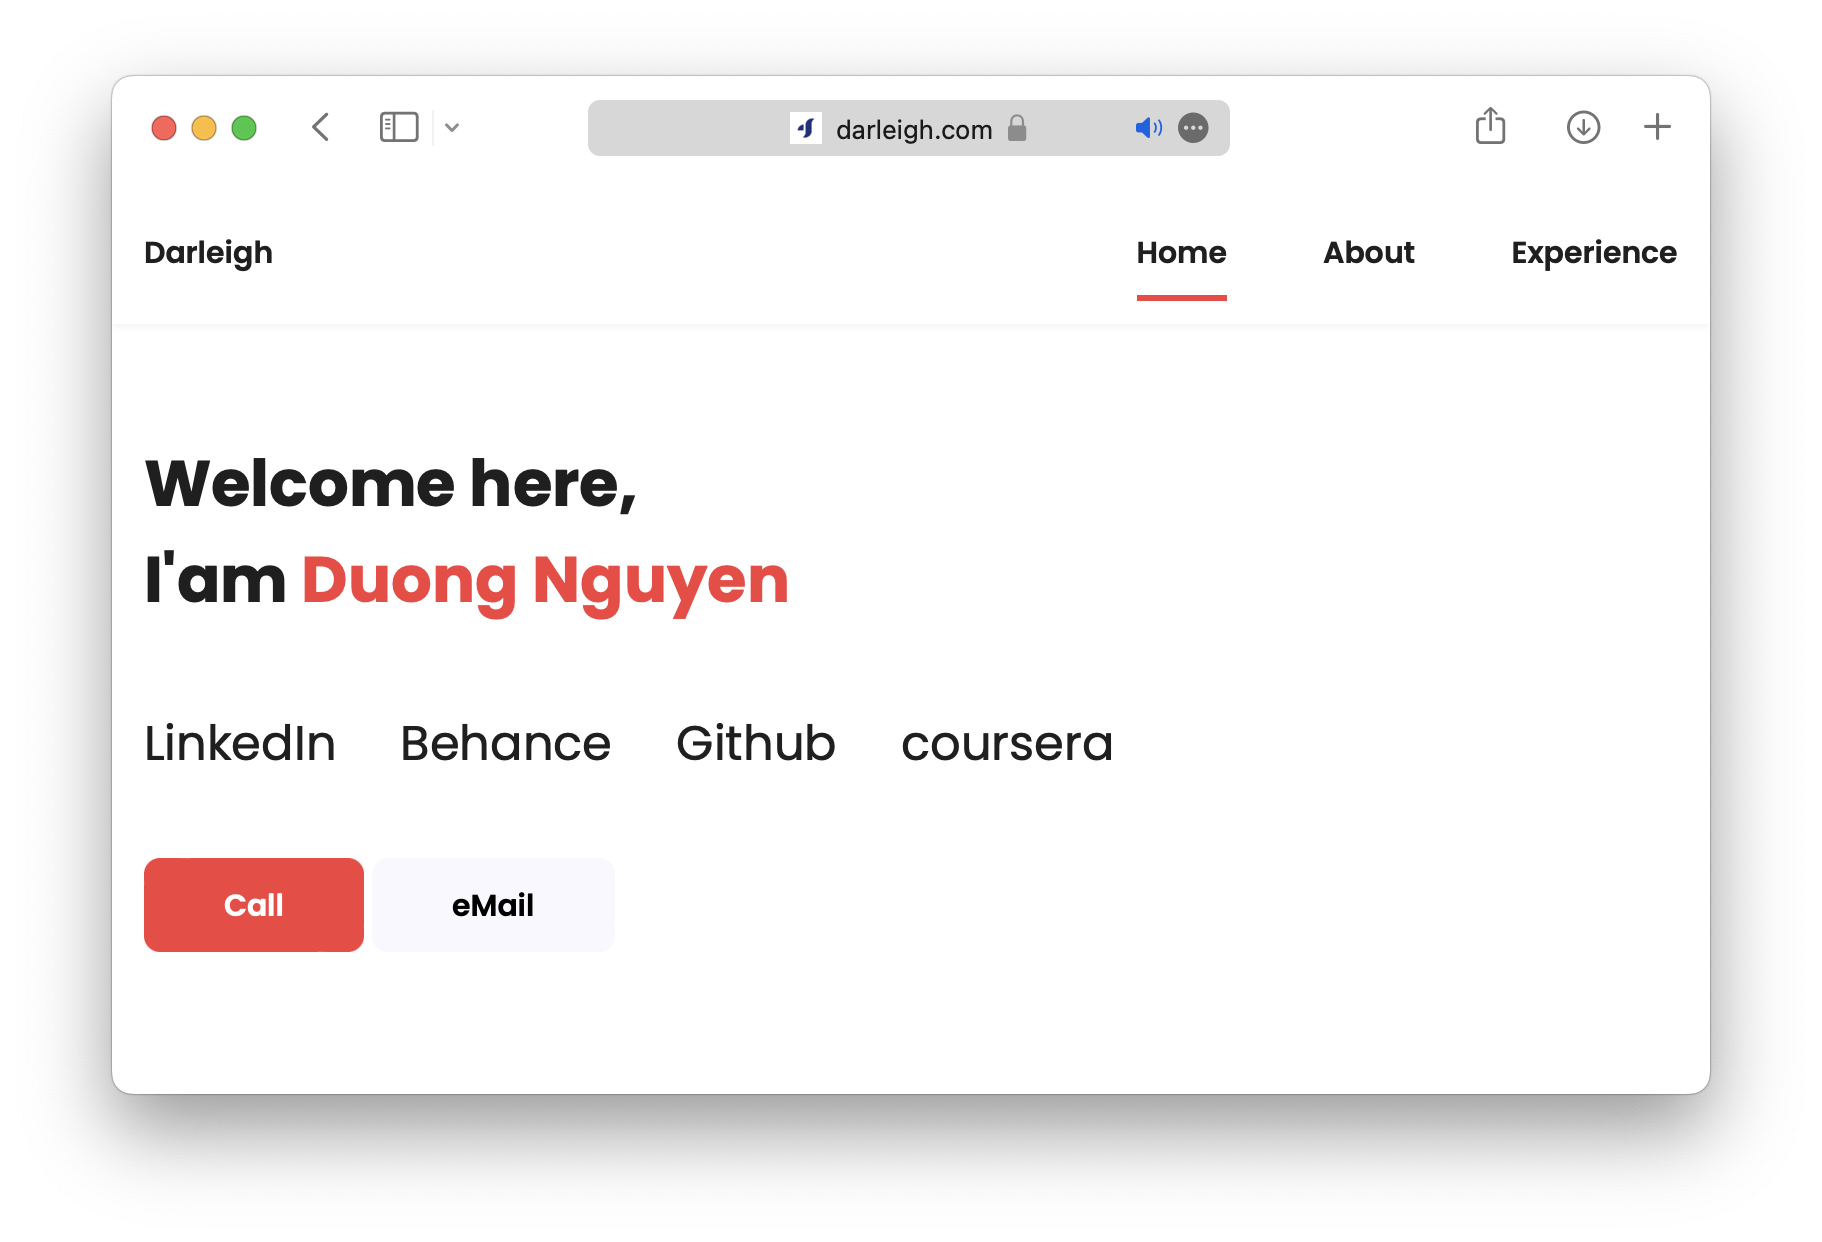 darleigh.com
Darleigh Home About Experience
Welcome here,
I'am Duong Nguyen
LinkedIn Behance Github coursera
Call eMail